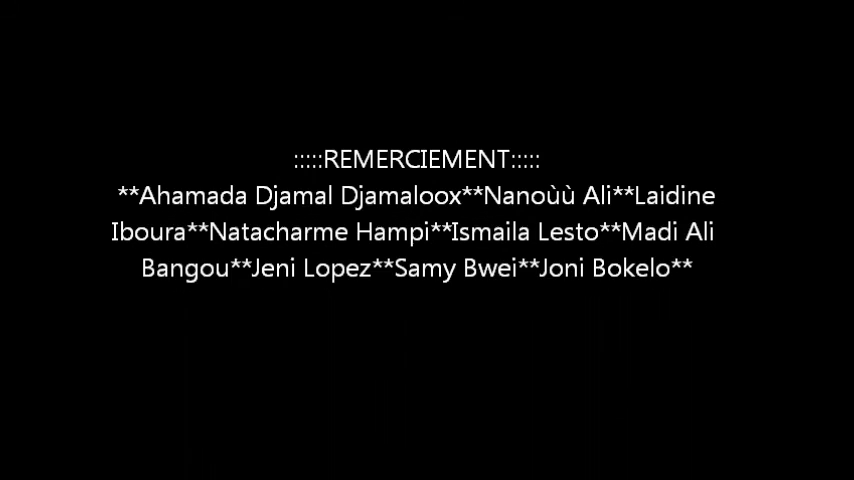 :::::REMERCIEMENT:::::
**Ahamada Djamal Djamaloox**Nanoùù Ali**Laidine
Iboura**Natacharme Hampi**Ismaila Lesto**Madi Ali
Bangou**Jeni Lopez**Samy Bwei**Joni Bokelo**